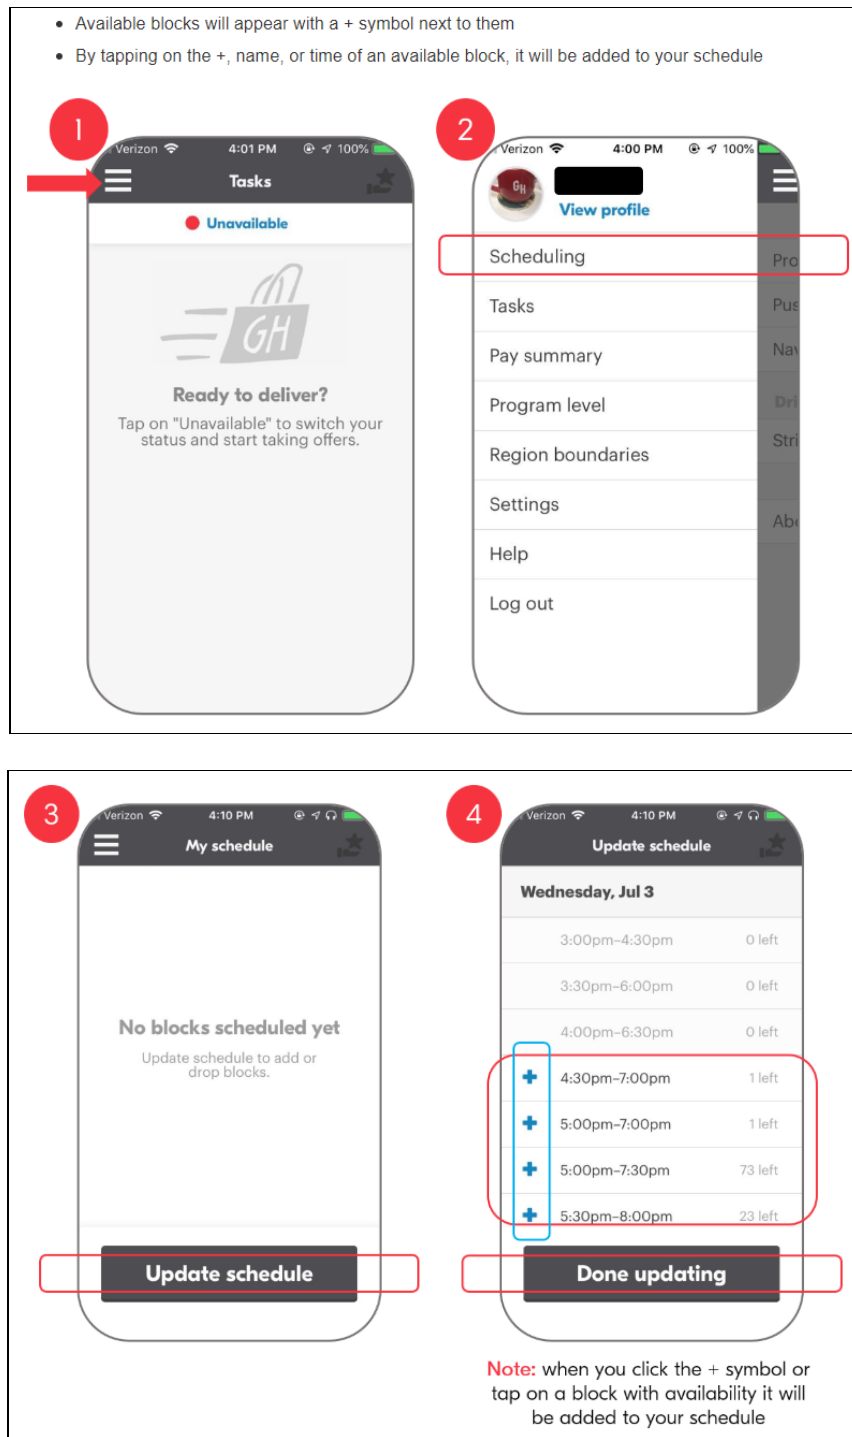 Available blocks will appear with a + symbol next to them
By tapping on the +, name, or time of an available block, it will be added to your schedule
1
Verizon 4:01 PM 100%
Tasks
Unavailable
GH
Ready to deliver?
Tap on "Unavailable" to switch your
status and start taking offers.
2
Verizon 4:00 PM 100%
GH
View profile
Scheduling
Pro
Tasks
Pus
Pay summary
Nav
Program level
Dri
Region boundaries
Stri
Settings
Abo
Help
Log out
3
Verizon 4:10 PM
My schedule
No blocks scheduled yet
Update schedule to add or
drop blocks.
Update schedule
4
Verizon 4:10 PM
Update schedule
Wednesday, Jul 3
3:00pm–4:30pm 0 left
3:30pm–6:00pm 0 left
4:00pm–6:30pm 0 left
+ 4:30pm–7:00pm 1 left
+ 5:00pm–7:00pm 1 left
+ 5:00pm–7:30pm 73 left
+ 5:30pm–8:00pm 23 left
Done updating
Note: when you click the + symbol or
tap on a block with availability it will
be added to your schedule